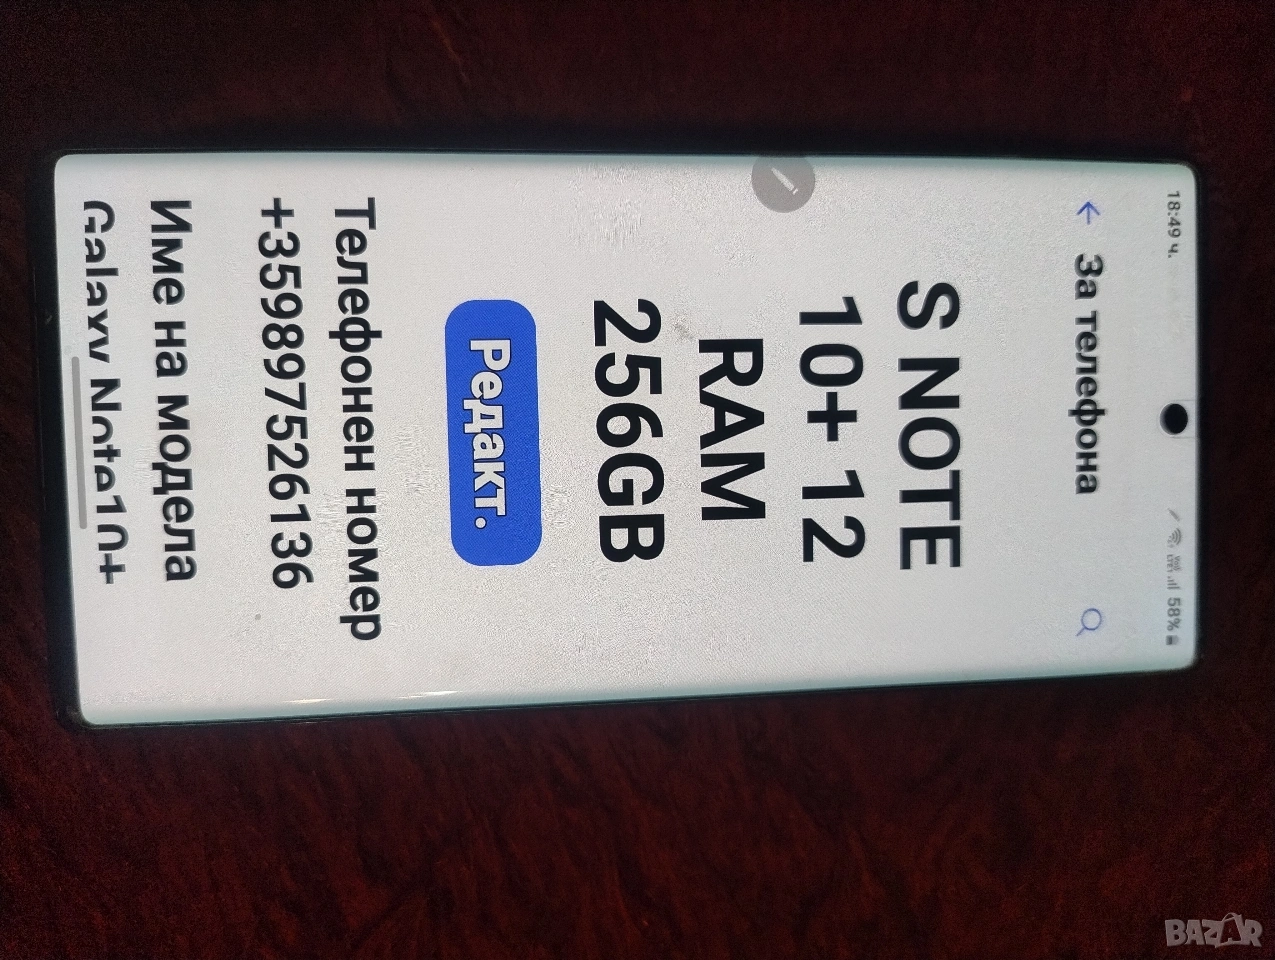 18:49 ч.
58%
За телефона
S NOTE
10+ 12
RAM
256GB
Редакт.
Телефонен номер
+359897526136
Име на модела
Galaxy Note10+
BAZAR